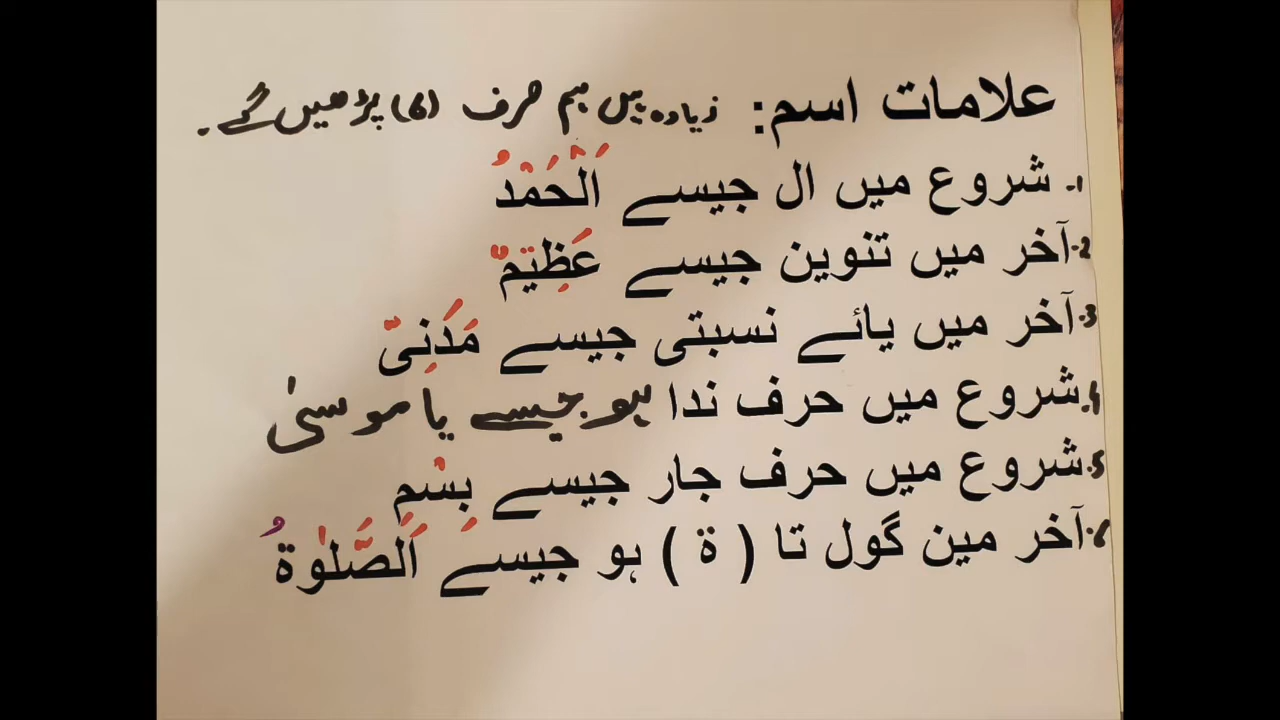 علامات اسم: زیادہ ہیں ہم صرف (6) پڑھیں گے۔
1۔ شروع میں ال جیسے اَلْحَمْدُ
2۔ آخر میں تنوین جیسے عَظِیْمٌ
3۔ آخر میں یائے نسبتی جیسے مَدَنِیّ
4۔ شروع میں حرف ندا ہو جیسے یَا موسیٰ
5۔ شروع میں حرف جار جیسے بِسْمِ
6۔ آخر مین گول تا ( ة ) ہو جیسے اَلصَّلٰوةُ